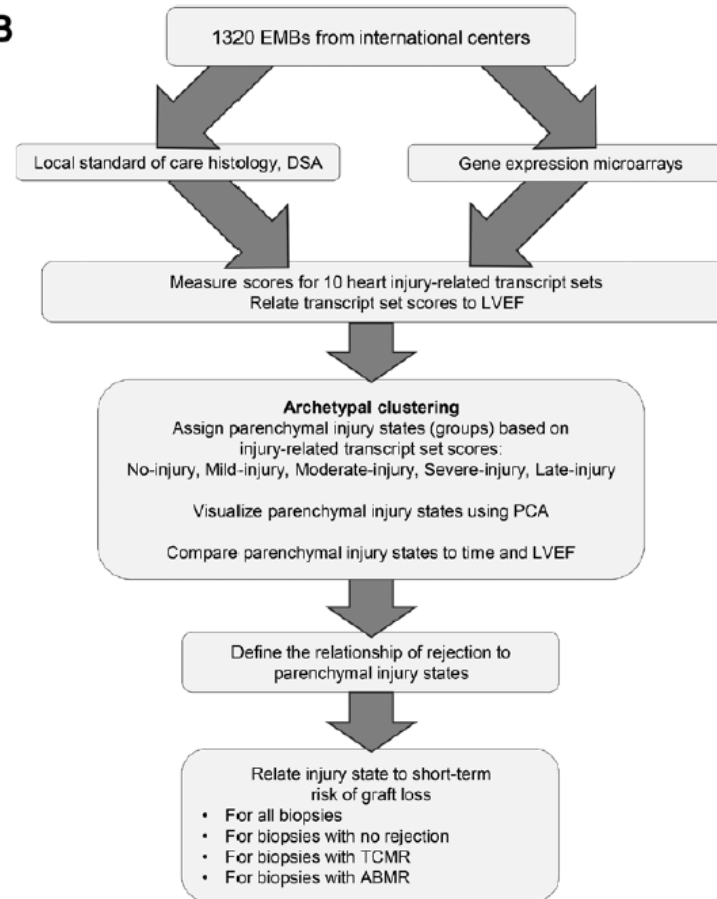 B
1320 EMBs from international centers
Local standard of care histology, DSA
Gene expression microarrays
Measure scores for 10 heart injury-related transcript sets
Relate transcript set scores to LVEF
Archetypal clustering
Assign parenchymal injury states (groups) based on
injury-related transcript set scores:
No-injury, Mild-injury, Moderate-injury, Severe-injury, Late-injury
Visualize parenchymal injury states using PCA
Compare parenchymal injury states to time and LVEF
Define the relationship of rejection to
parenchymal injury states
Relate injury state to short-term
risk of graft loss
• For all biopsies
• For biopsies with no rejection
• For biopsies with TCMR
• For biopsies with ABMR